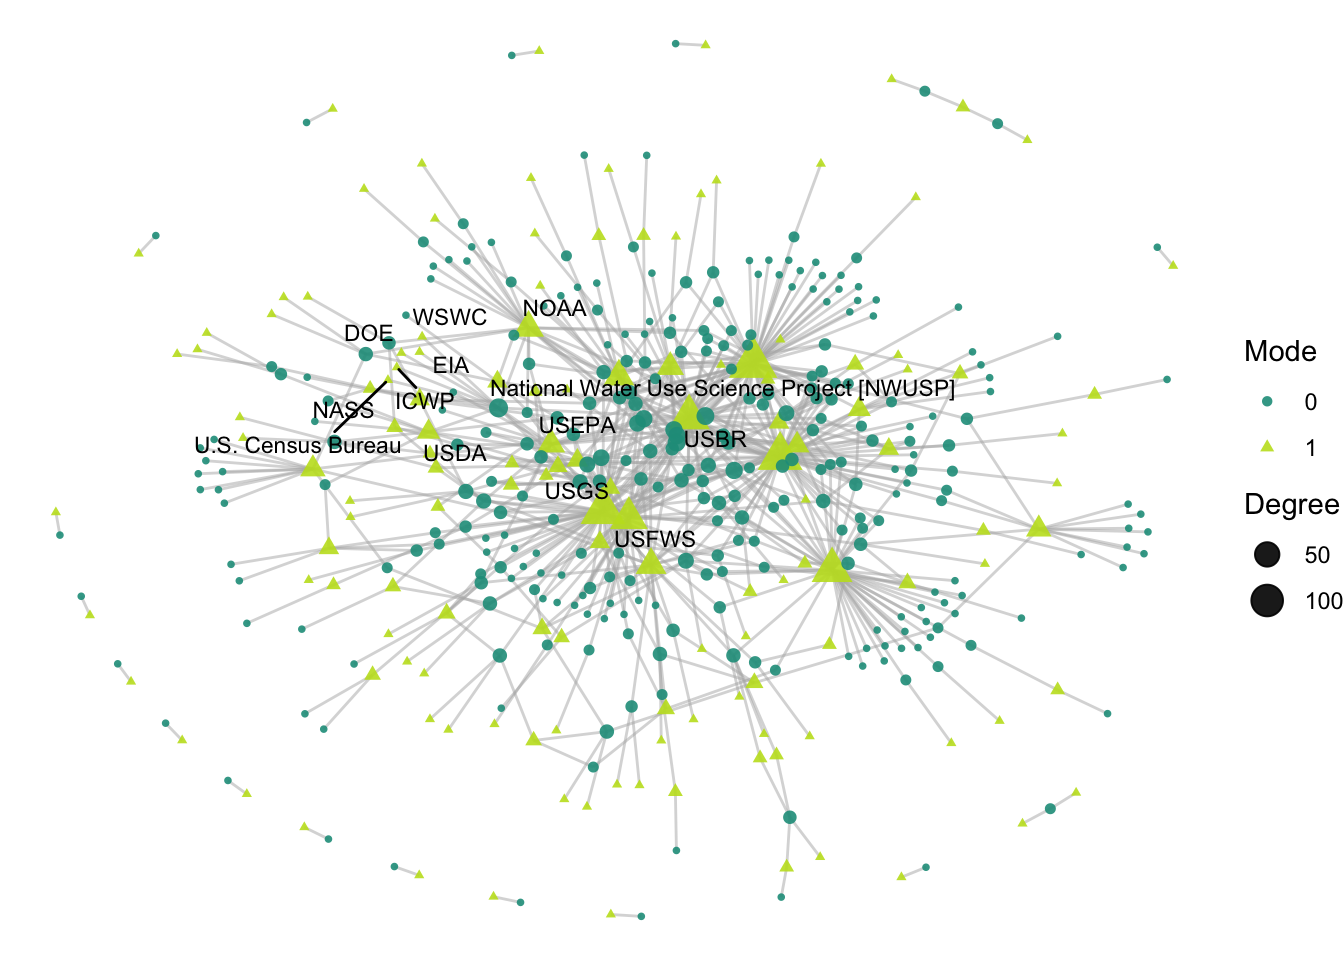 NOAA
WSWC
DOE
EIA
National Water Use Science Project [NWUSP]
ICWP
NASS
USEPA
USBR
U.S. Census Bureau
USDA
USGS
USFWS
Mode
0
1
Degree
50
100